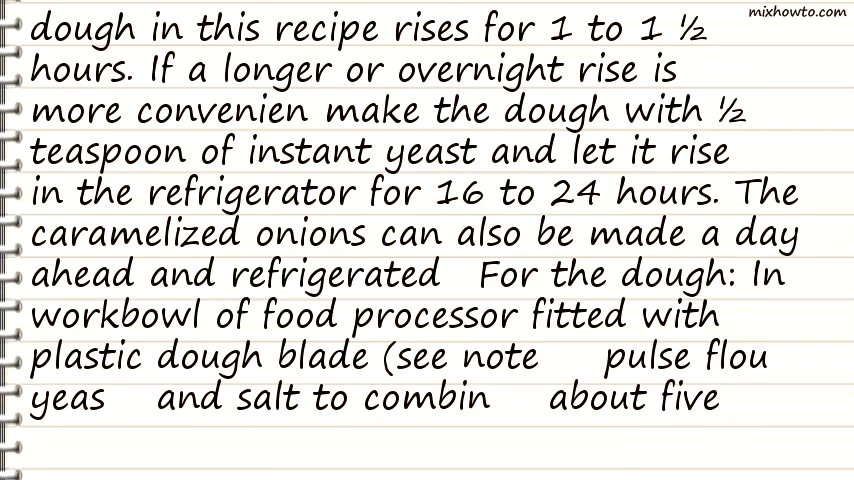 mixhowto.com
dough in this recipe rises for 1 to 1 ½
hours. If a longer or overnight rise is
more convenien make the dough with ½
teaspoon of instant yeast and let it rise
in the refrigerator for 16 to 24 hours. The
caramelized onions can also be made a day
ahead and refrigerated   For the dough: In
workbowl of food processor fitted with
plastic dough blade (see note     pulse flou
yeas    and salt to combin    about five